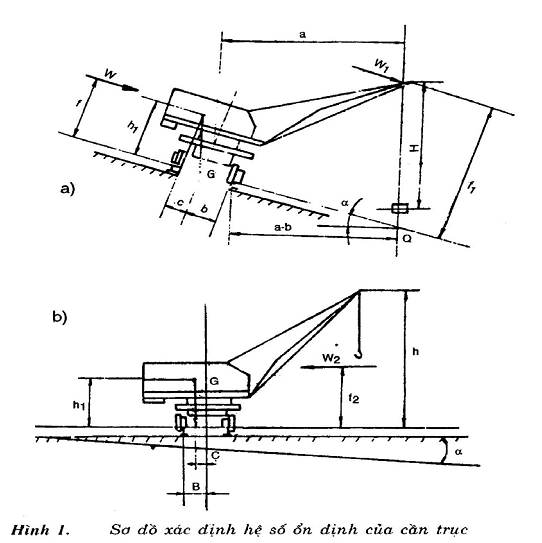 a
W
W1
f
h1
H
f1
G
a)
α
c b
a-b
Q
b)
W2
h
G
h1
f2
C
α
B
Hình 1. Sơ đồ xác định hệ số ổn định của cần trục